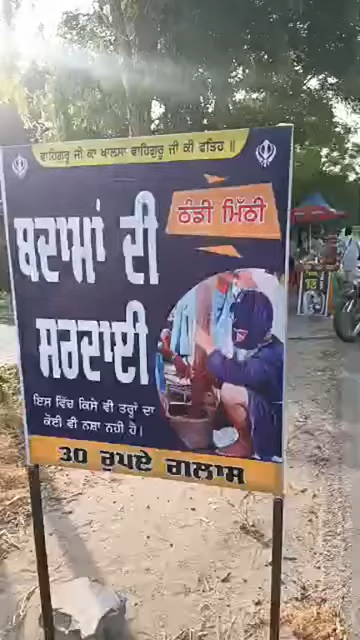 ਵਾਹਿਗੁਰੂ ਜੀ ਕਾ ਖਾਲਸਾ ਵਾਹਿਗੁਰੂ ਜੀ ਕੀ ਫਤਿਹ ॥
ਠੰਡੀ ਮਿੱਠੀ
ਬਦਾਮਾਂ ਦੀ
ਸਰਦਾਈ
ਇਸ ਵਿੱਚ ਕਿਸੇ ਵੀ ਤਰ੍ਹਾਂ ਦਾ
ਕੋਈ ਵੀ ਨਸ਼ਾ ਨਹੀ ਹੈ।
30 ਰੁਪਏ ਗਲਾਸ